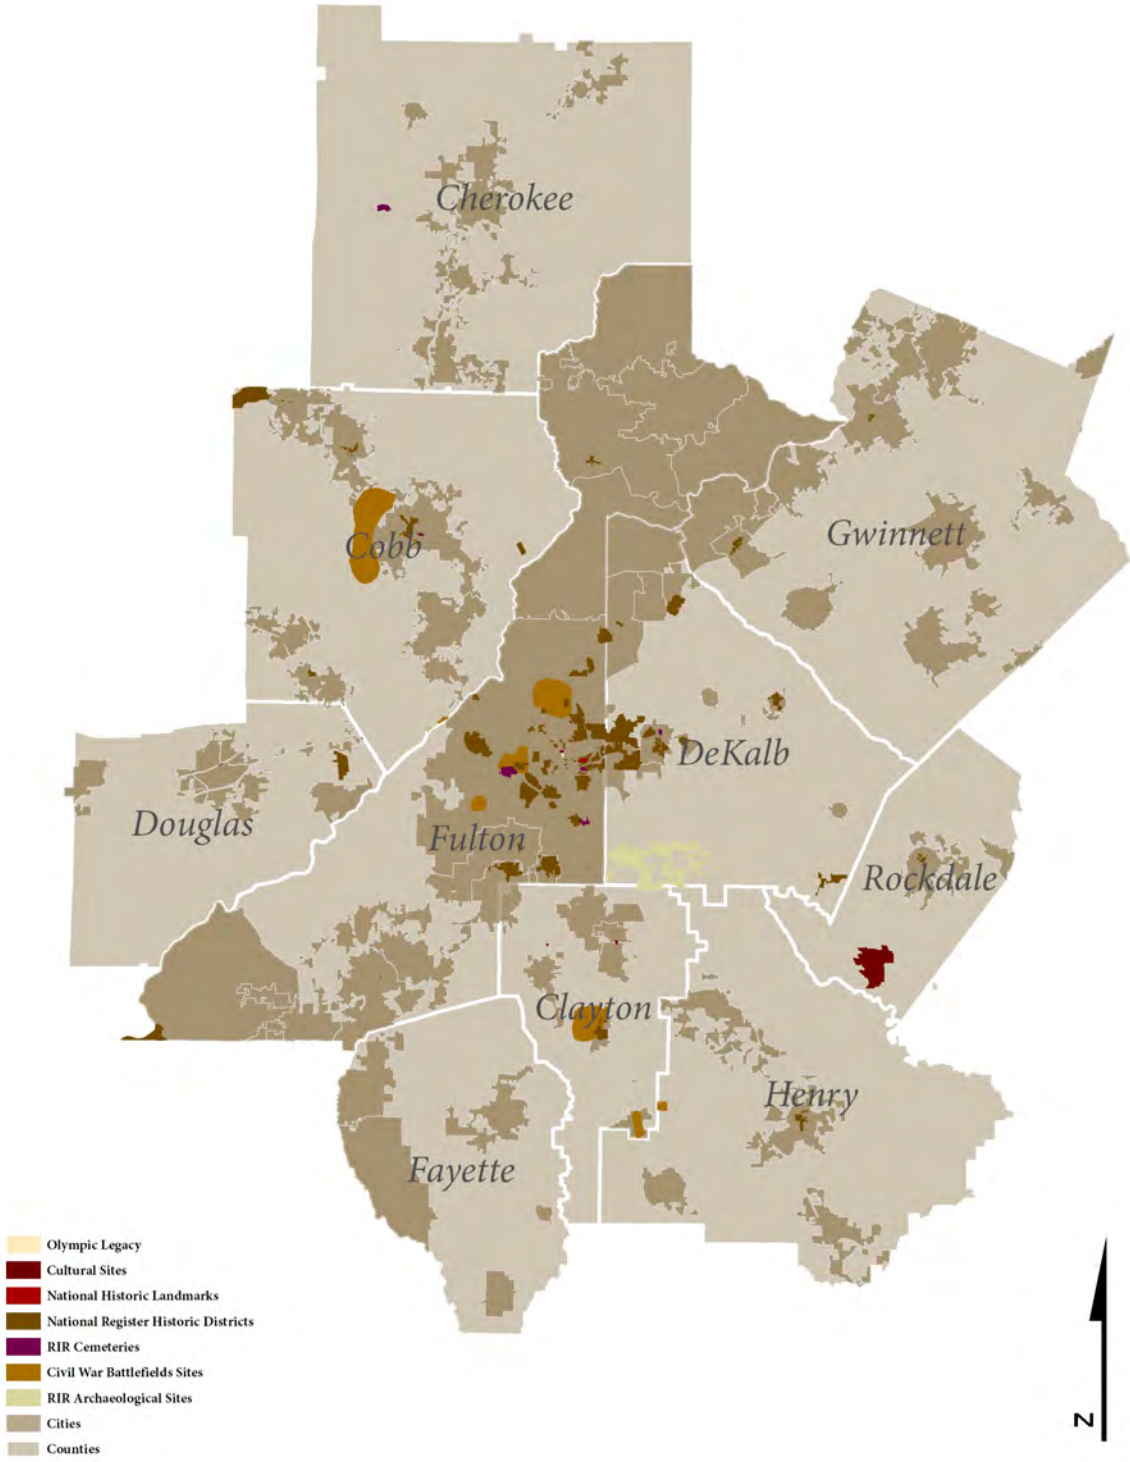 Cherokee
Gwinnett
Cobb
DeKalb
Douglas
Fulton
Rockdale
Clayton
Henry
Fayette
Olympic Legacy
Cultural Sites
National Historic Landmarks
National Register Historic Districts
RIR Cemeteries
Civil War Battlefields Sites
RIR Archaeological Sites
Cities
Counties
N